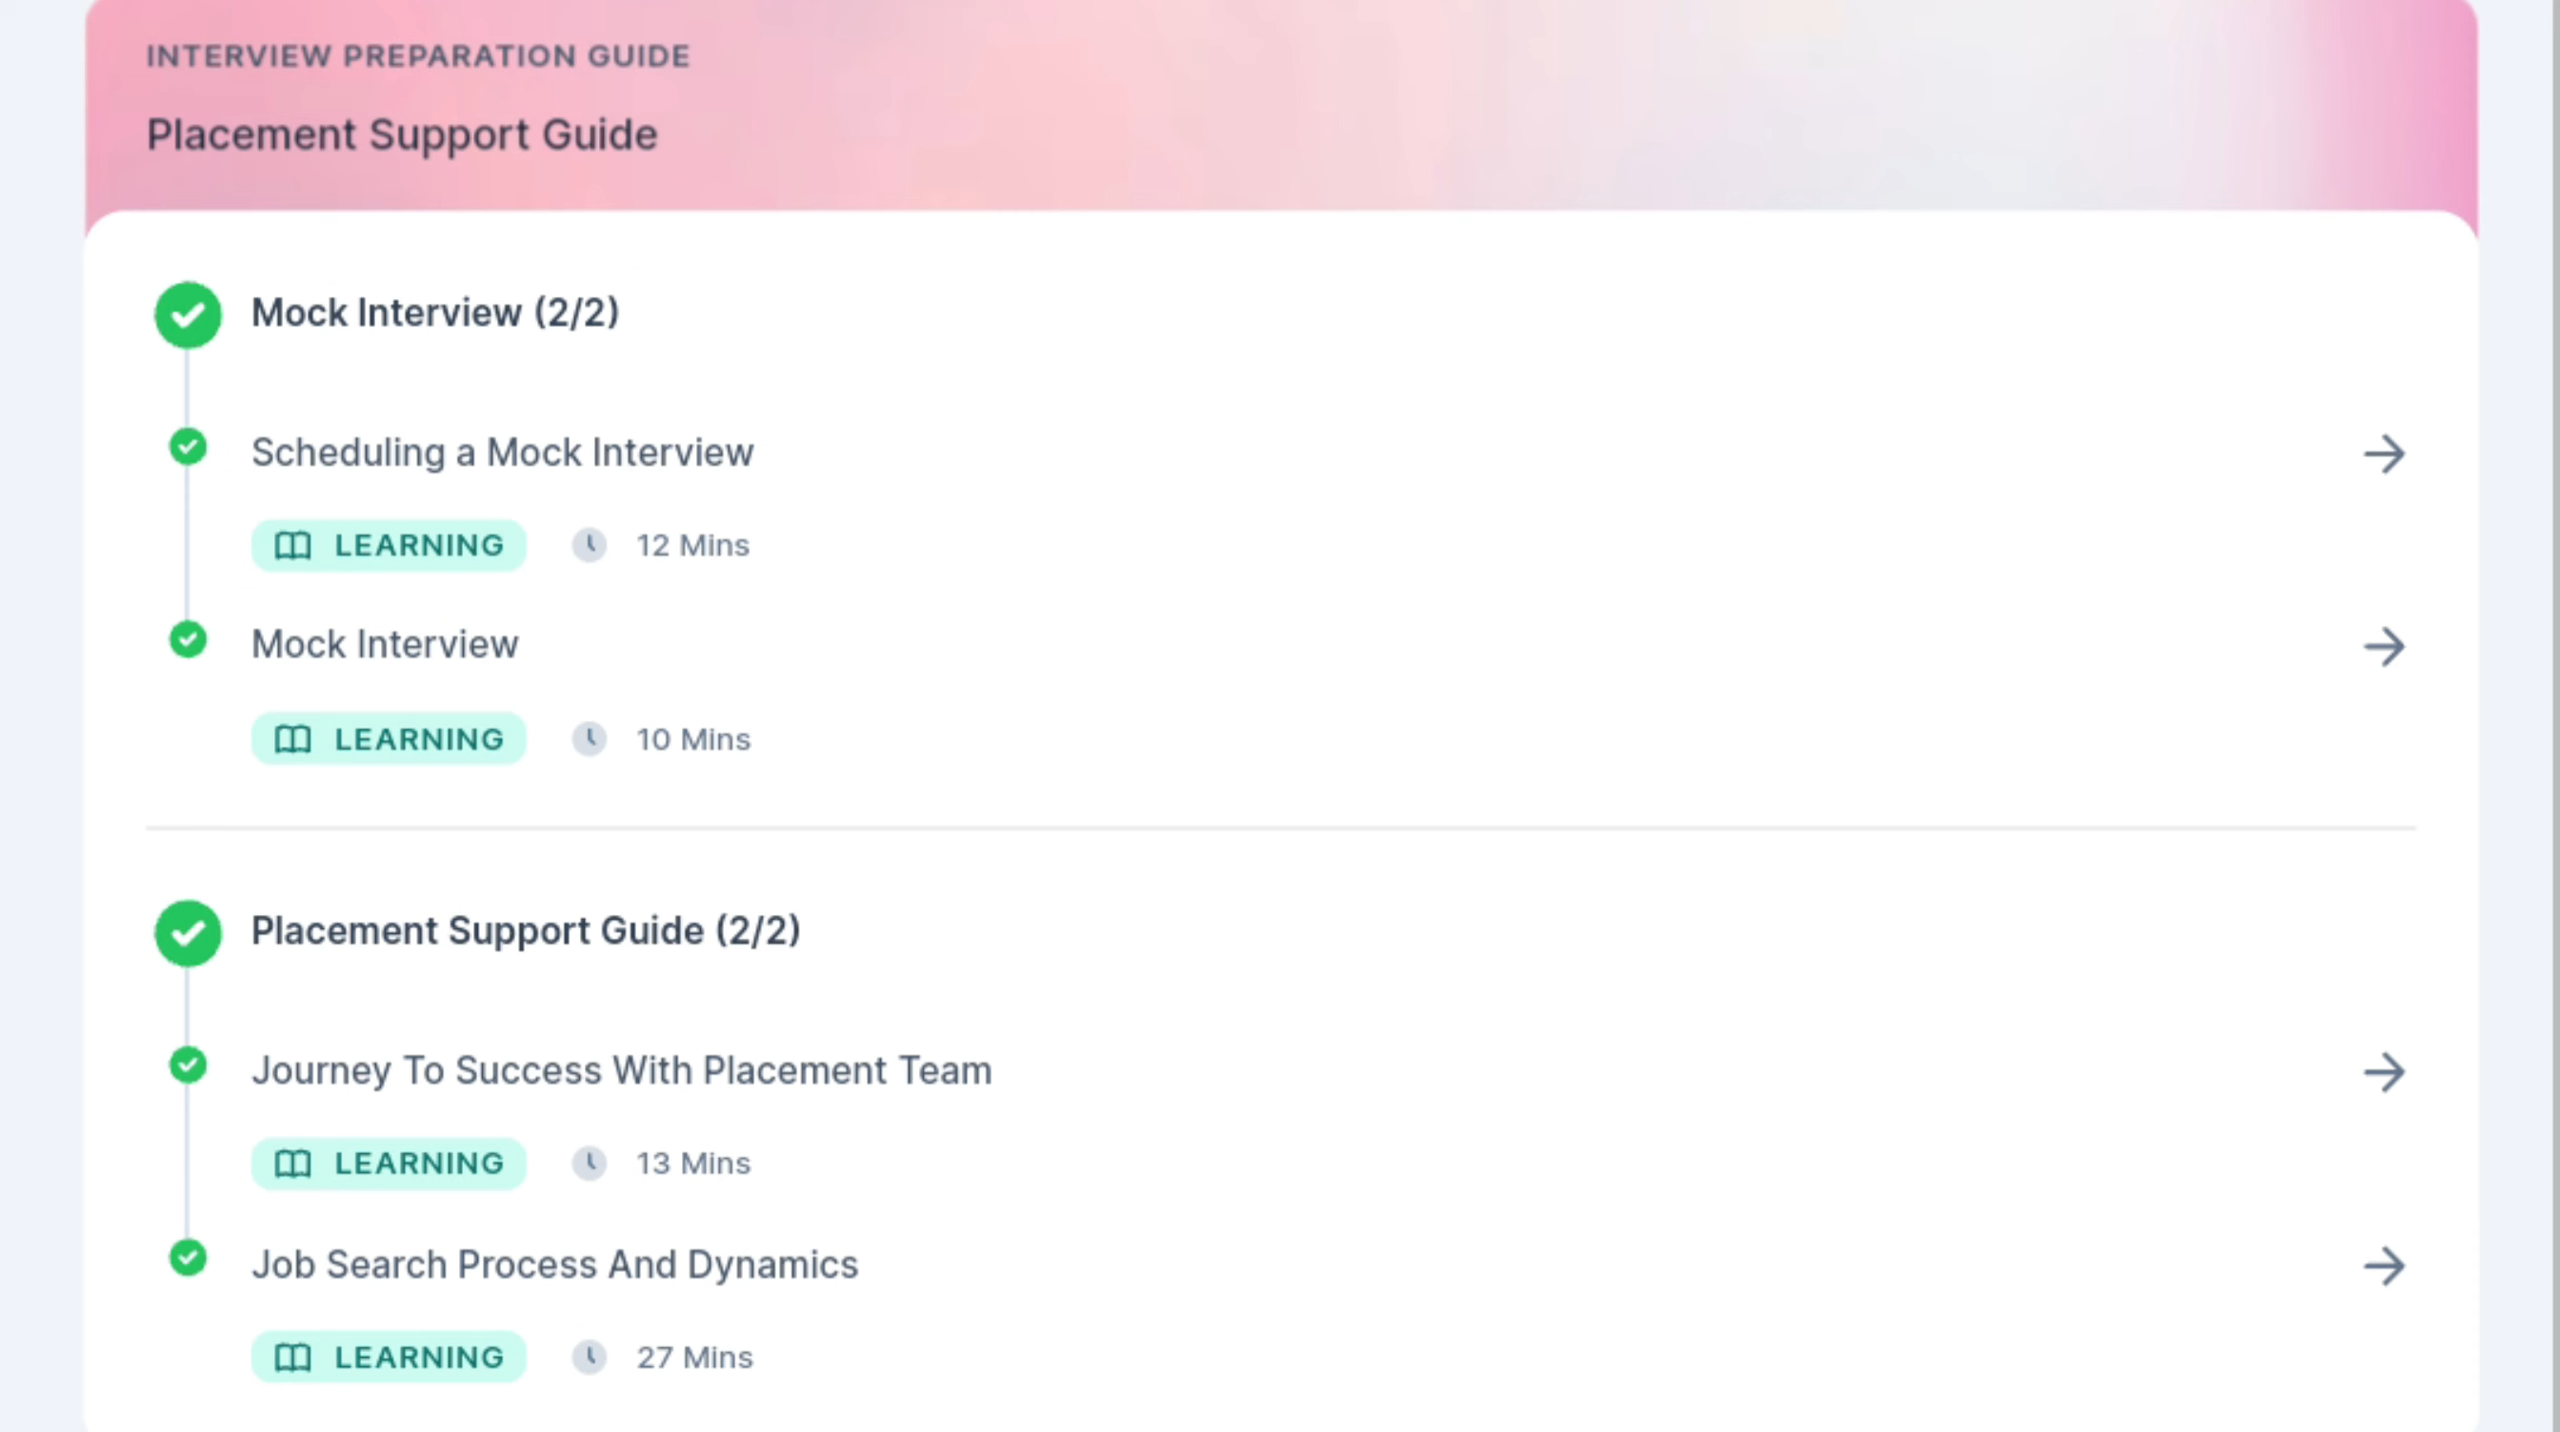 INTERVIEW PREPARATION GUIDE
Placement Support Guide
Mock Interview (2/2)
Scheduling a Mock Interview
LEARNING 12 Mins
Mock Interview
LEARNING 10 Mins
Placement Support Guide (2/2)
Journey To Success With Placement Team
LEARNING 13 Mins
Job Search Process And Dynamics
LEARNING 27 Mins